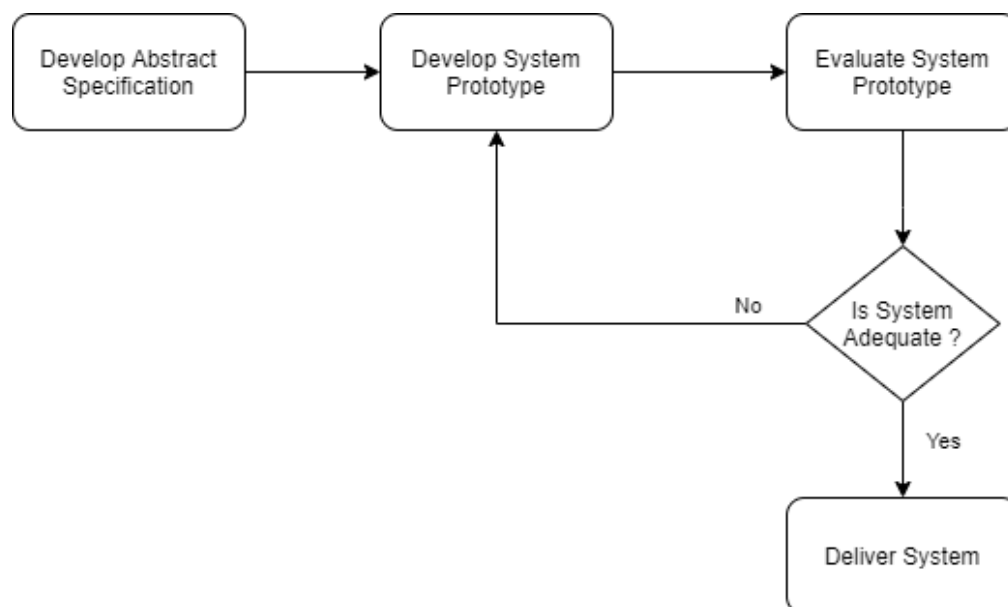 Develop Abstract
Specification
Develop System
Prototype
Evaluate System
Prototype
No
Is System
Adequate ?
Yes
Deliver System